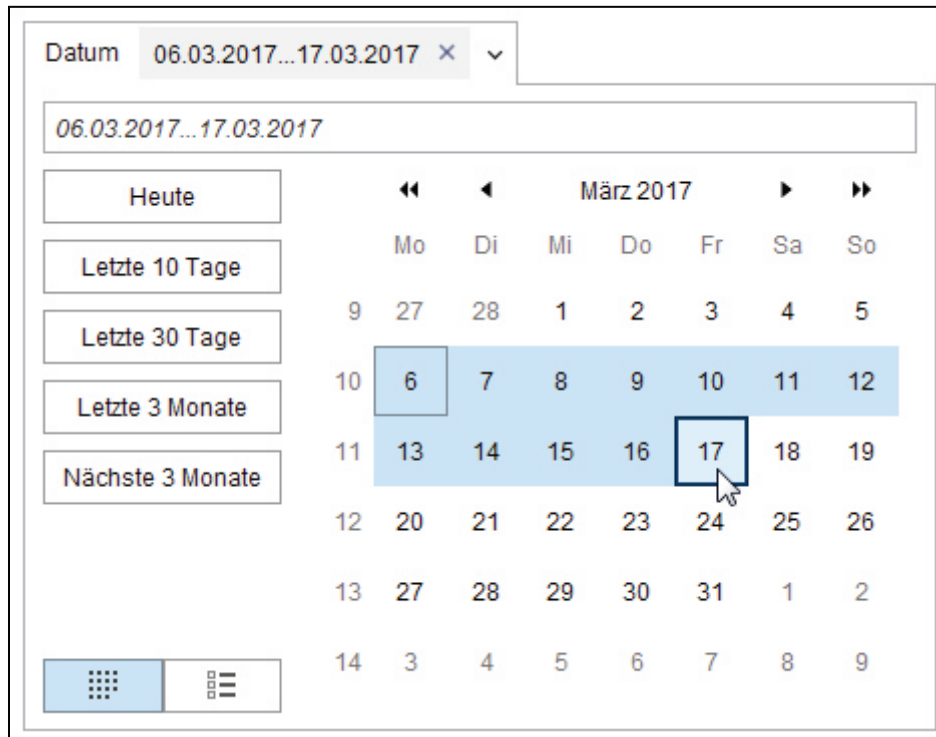 Datum 06.03.2017...17.03.2017
06.03.2017...17.03.2017
Heute
Letzte 10 Tage
Letzte 30 Tage
Letzte 3 Monate
Nächste 3 Monate
März 2017
Mo Di Mi Do Fr Sa So
9 27 28 1 2 3 4 5
10 6 7 8 9 10 11 12
11 13 14 15 16 17 18 19
12 20 21 22 23 24 25 26
13 27 28 29 30 31 1 2
14 3 4 5 6 7 8 9